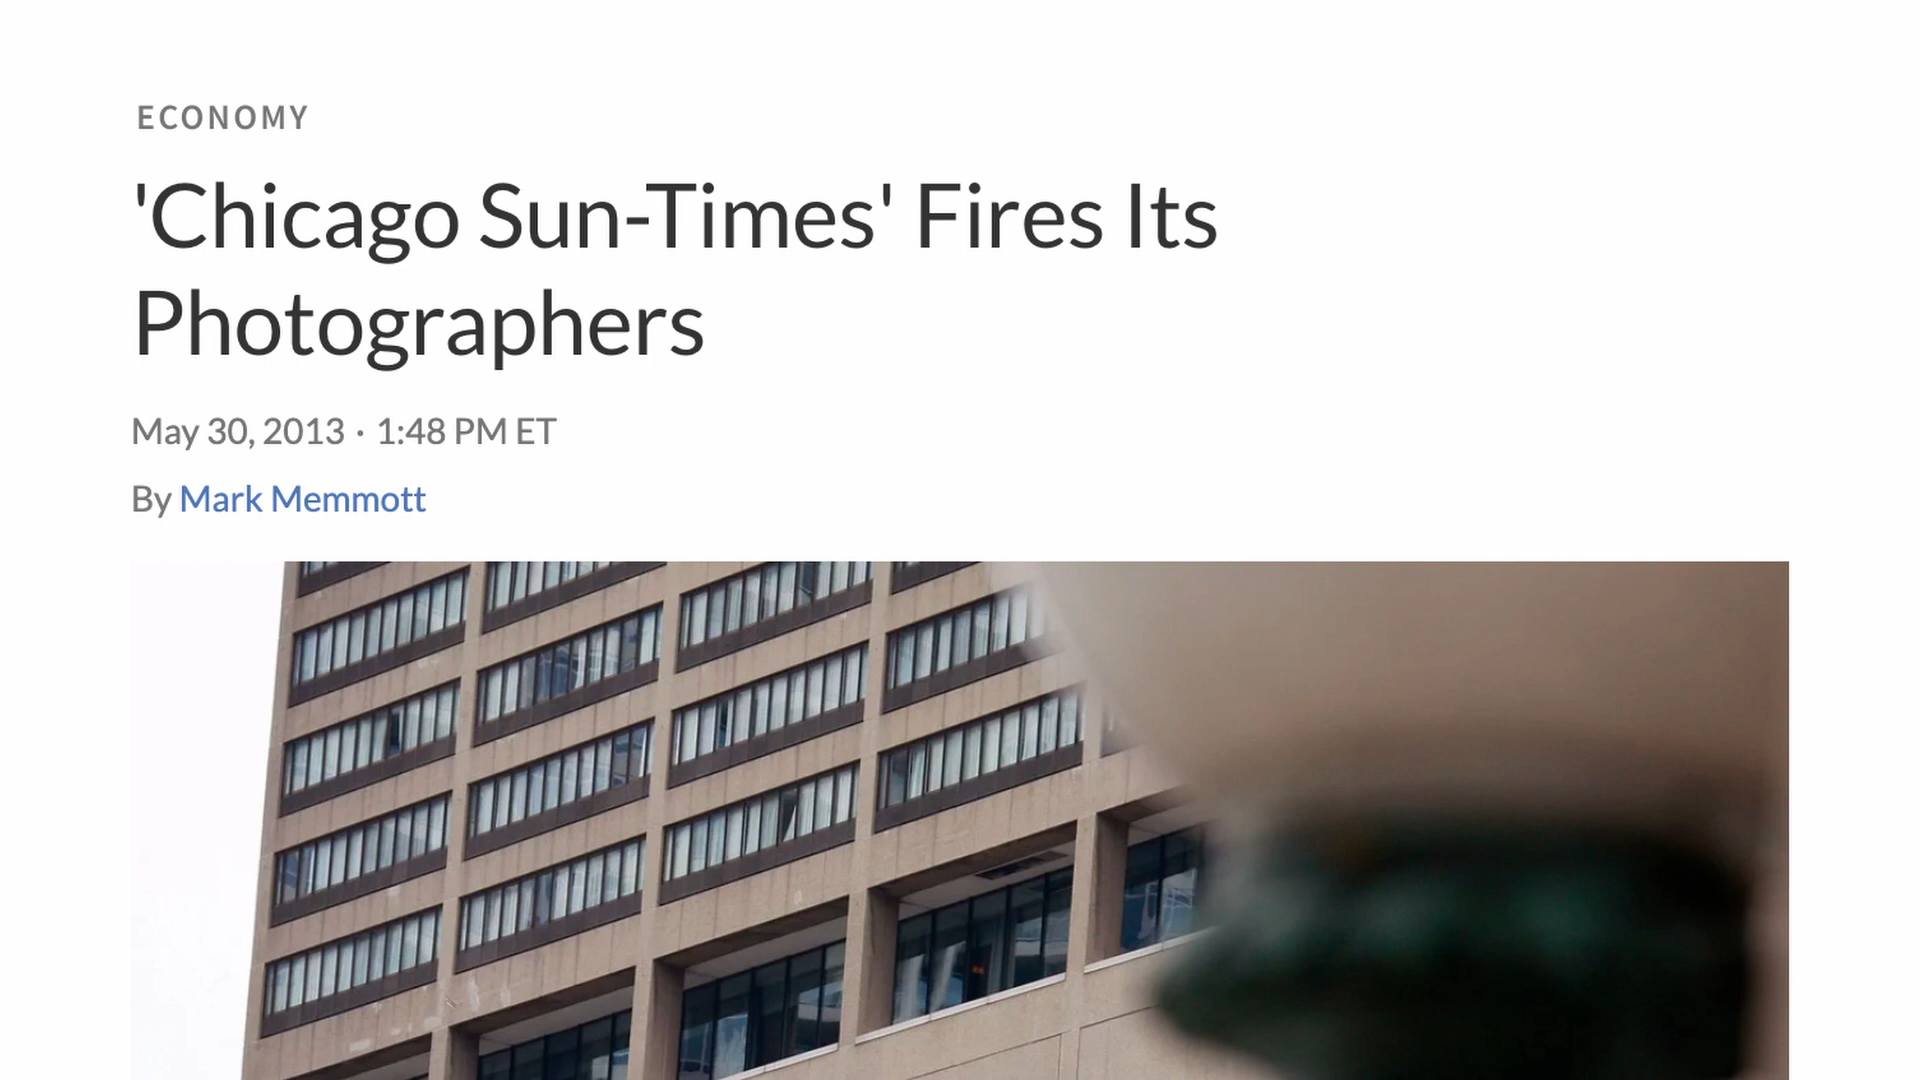 ECONOMY
'Chicago Sun-Times' Fires Its
Photographers
May 30, 2013 · 1:48 PM ET
By Mark Memmott